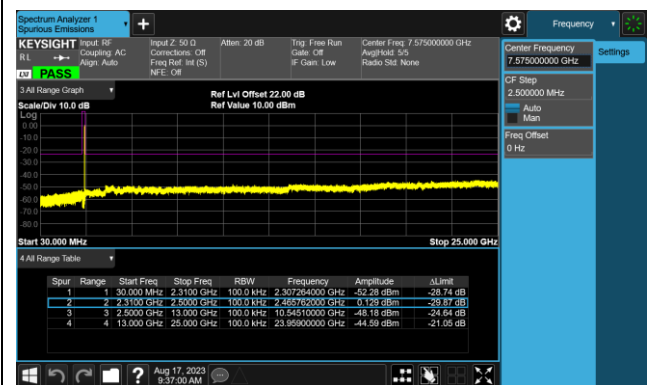 Spectrum Analyzer 1
Spurious Emissions
Frequency
KEYSIGHT Input: RF Input Z: 50 Ω Atten: 20 dB Trig: Free Run Center Freq: 7.575000000 GHz
RL Coupling: AC Corrections: Off Gate: Off Avg|Hold: 5/5
Align: Auto Freq Ref: Int (S) IF Gain: Low Radio Std: None
NFE: Off
LXI PASS
Center Frequency
7.575000000 GHz
Settings
CF Step
2.500000 MHz
Auto
Man
Freq Offset
0 Hz
3 All Range Graph
Ref Lvl Offset 22.00 dB
Scale/Div 10.0 dB Ref Value 10.00 dBm
Log
0.00
-10.0
-20.0
-30.0
-40.0
-50.0
-60.0
-70.0
-80.0
Start 30.000 MHz Stop 25.000 GHz
4 All Range Table
Spur Range Start Freq Stop Freq RBW Frequency Amplitude ΔLimit
1 1 30.000 MHz 2.3100 GHz 100.0 kHz 2.307264000 GHz -52.28 dBm -28.74 dB
2 2 2.3100 GHz 2.5000 GHz 100.0 kHz 2.465762000 GHz 0.129 dBm -29.87 dB
3 3 2.5000 GHz 13.000 GHz 100.0 kHz 10.54510000 GHz -48.18 dBm -24.64 dB
4 4 13.000 GHz 25.000 GHz 100.0 kHz 23.95900000 GHz -44.59 dBm -21.05 dB
?
Aug 17, 2023
9:37:00 AM